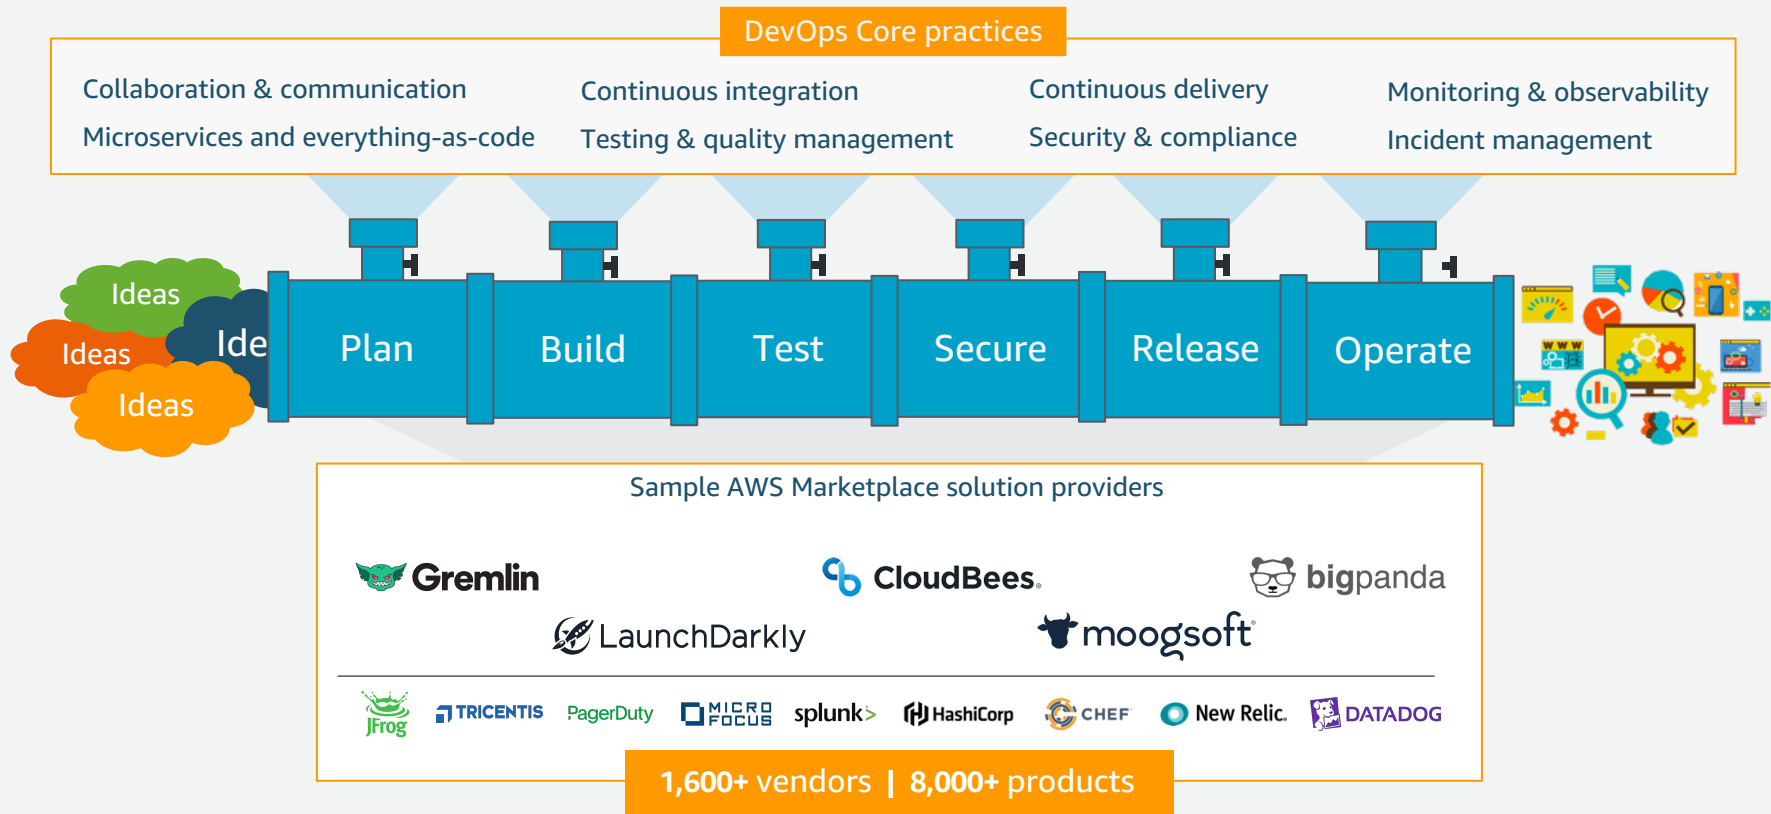 DevOps Core practices
Collaboration & communication
Microservices and everything-as-code
Continuous integration
Testing & quality management
Continuous delivery
Security & compliance
Monitoring & observability
Incident management
Ideas
Ideas
Ide
Ideas
Plan
Build
Test
Secure
Release
Operate
WWW
Sample AWS Marketplace solution providers
Gremlin
CloudBees®
bigpanda
LaunchDarkly
moogsoft®
JFrog
TRICENTIS
PagerDuty
MICRO
FOCUS
splunk>
HashiCorp
CHEF
New Relic.
DATADOG
1,600+ vendors | 8,000+ products